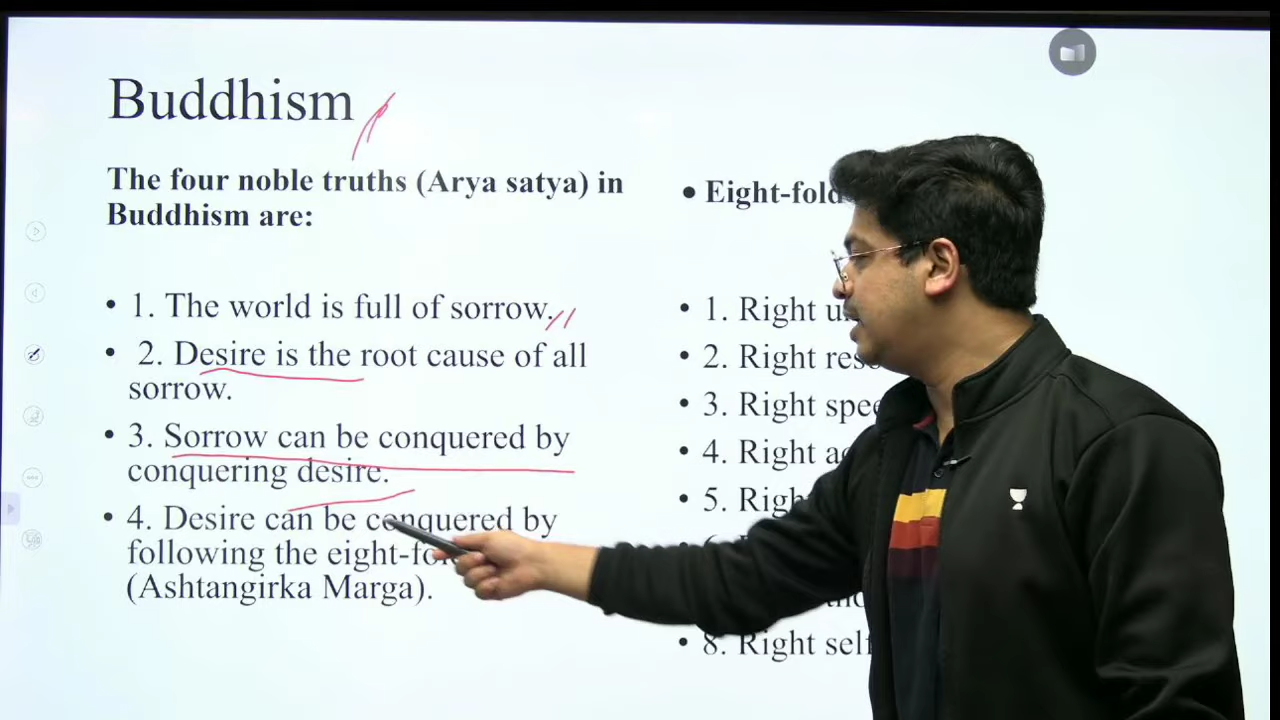 Buddhism
The four noble truths (Arya satya) in
Buddhism are:
• 1. The world is full of sorrow.
• 2. Desire is the root cause of all
sorrow.
• 3. Sorrow can be conquered by
conquering desire.
• 4. Desire can be conquered by
following the
(Ashtangirka Marga).
• Eight-fold
• 1. Right
• 2. Right
• 3. Right
• 4. Right
• 5.
• 8. Right